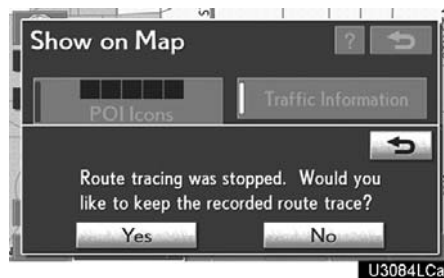 Show on Map
?
POI Icons
Traffic Information
Route tracing was stopped. Would you
like to keep the recorded route trace?
Yes
No
U3084LCa